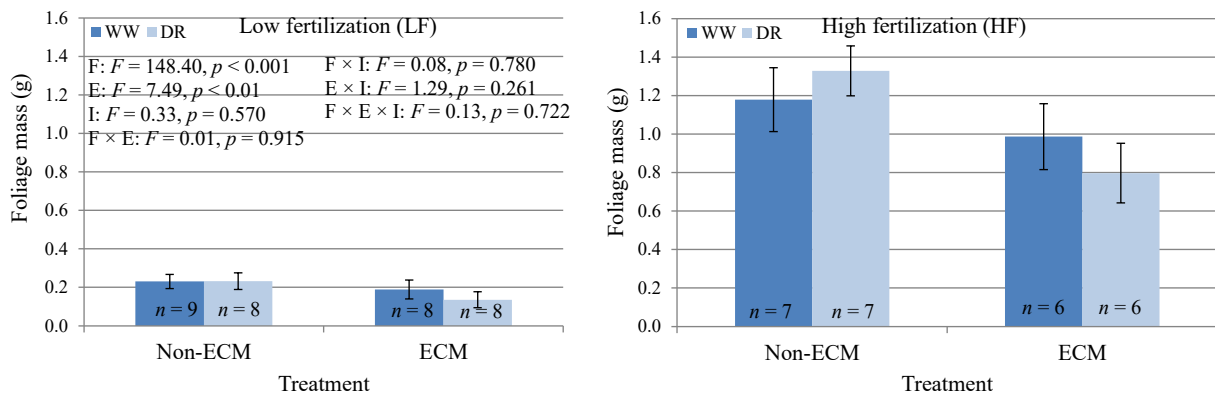 Low fertilization (LF)
WW DR
F: F = 148.40, p < 0.001
E: F = 7.49, p < 0.01
I: F = 0.33, p = 0.570
F × E: F = 0.01, p = 0.915
F × I: F = 0.08, p = 0.780
E × I: F = 1.29, p = 0.261
F × E × I: F = 0.13, p = 0.722
Foliage mass (g)
1.6
1.4
1.2
1.0
0.8
0.6
0.4
0.2
0.0
n = 9
n = 8
n = 8
n = 8
Non-ECM
ECM
Treatment
High fertilization (HF)
WW DR
Foliage mass (g)
1.6
1.4
1.2
1.0
0.8
0.6
0.4
0.2
0.0
n = 7
n = 7
n = 6
n = 6
Non-ECM
ECM
Treatment